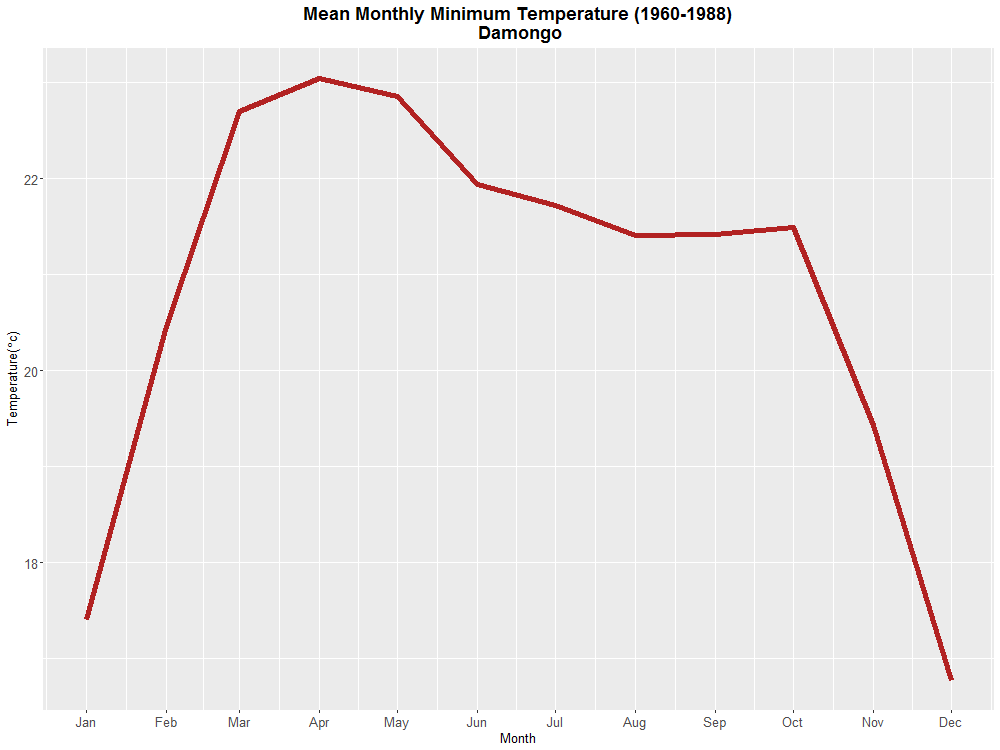 Mean Monthly Minimum Temperature (1960-1988)
Damongo
Temperature(°c)
22
20
18
Jan Feb Mar Apr May Jun Jul Aug Sep Oct Nov Dec
Month